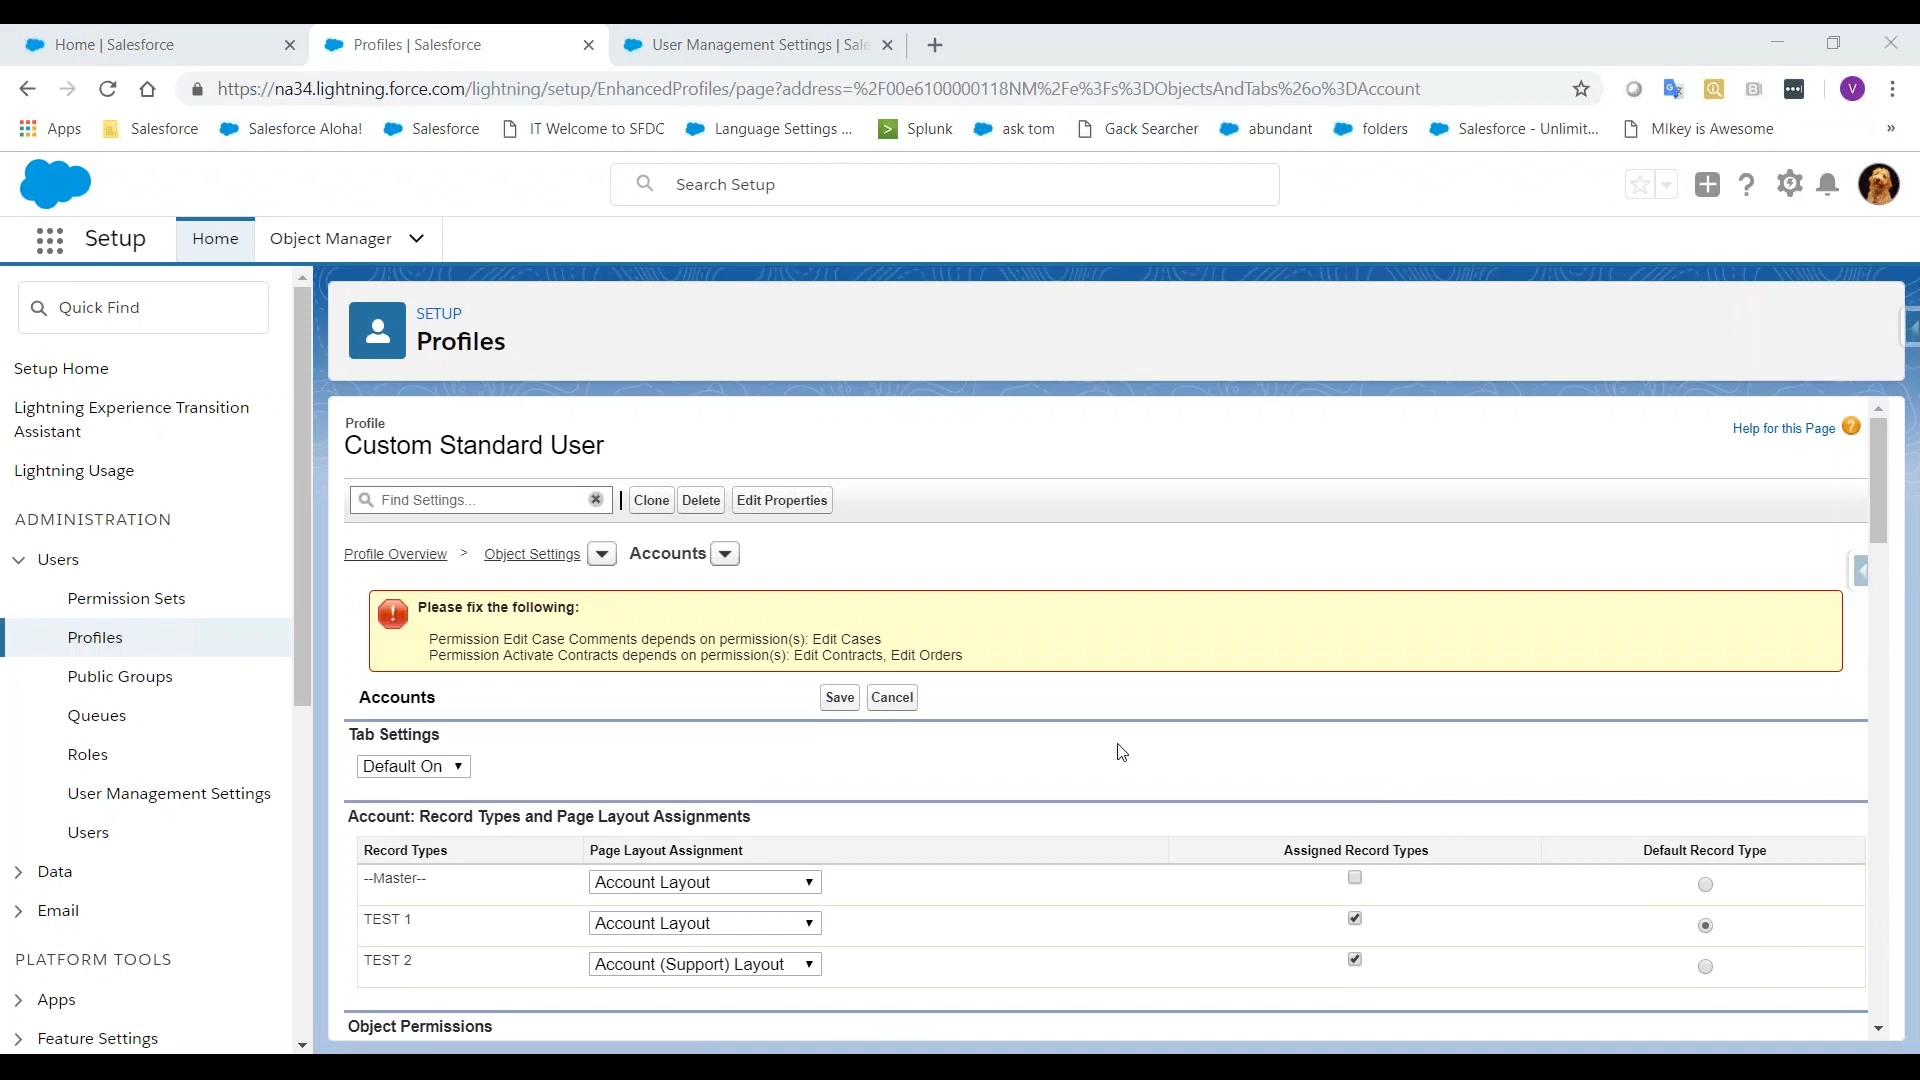 Home | Salesforce
Profiles | Salesforce
User Management Settings | Sale
https://na34.lightning.force.com/lightning/setup/EnhancedProfiles/page?address=%2F00e6100000118NM%2Fe%3Fs%3DObjectsAndTabs%26o%3DAccount
V
Apps
Salesforce
Salesforce Aloha!
Salesforce
IT Welcome to SFDC
Language Settings ...
Splunk
ask tom
Gack Searcher
abundant
folders
Salesforce - Unlimit...
MIkey is Awesome
»
Search Setup
Setup
Home
Object Manager
Quick Find
Setup Home
Lightning Experience Transition
Assistant
Lightning Usage
ADMINISTRATION
Users
Permission Sets
Profiles
Public Groups
Queues
Roles
User Management Settings
Users
Data
Email
PLATFORM TOOLS
Apps
Feature Settings
SETUP
Profiles
Profile
Custom Standard User
Help for this Page
Find Settings...
Clone
Delete
Edit Properties
Profile Overview > Object Settings Accounts
Please fix the following:
Permission Edit Case Comments depends on permission(s): Edit Cases
Permission Activate Contracts depends on permission(s): Edit Contracts, Edit Orders
Accounts
Save
Cancel
Tab Settings
Default On
Account: Record Types and Page Layout Assignments
Record Types Page Layout Assignment Assigned Record Types Default Record Type
--Master-- Account Layout
TEST 1 Account Layout
TEST 2 Account (Support) Layout
Object Permissions